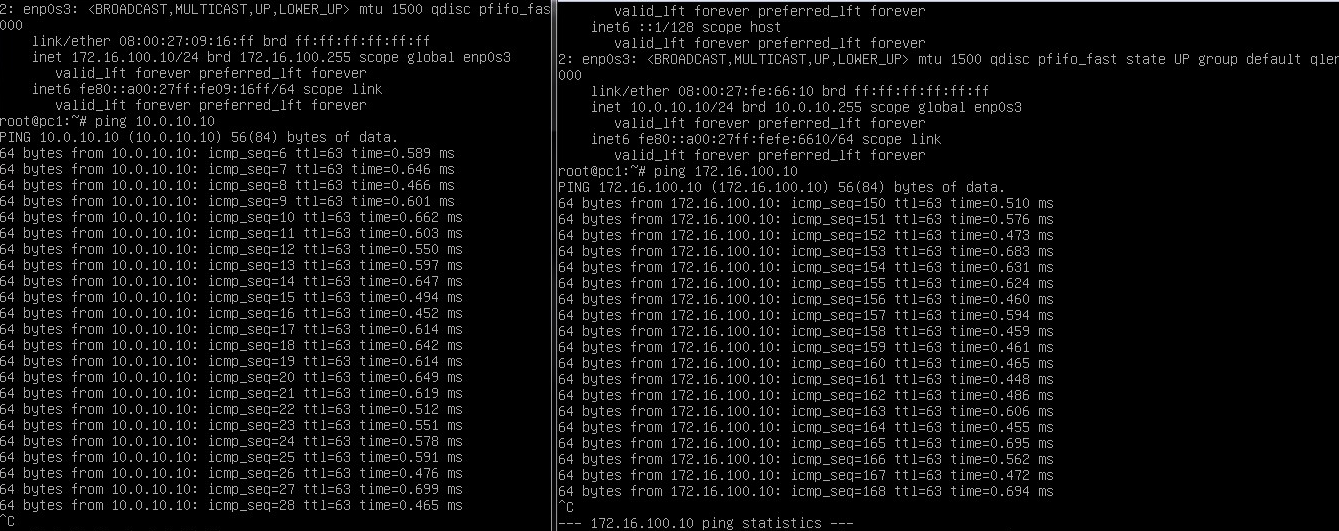 2: enp0s3: <BROADCAST,MULTICAST,UP,LOWER_UP> mtu 1500 qdisc pfifo_fas
000
link/ether 08:00:27:09:16:ff brd ff:ff:ff:ff:ff:ff
inet 172.16.100.10/24 brd 172.16.100.255 scope global enp0s3
valid_lft forever preferred_lft forever
inet6 fe80::a00:27ff:fe09:16ff/64 scope link
valid_lft forever preferred_lft forever
root@pc1:~# ping 10.0.10.10
PING 10.0.10.10 (10.0.10.10) 56(84) bytes of data.
64 bytes from 10.0.10.10: icmp_seq=6 ttl=63 time=0.589 ms
64 bytes from 10.0.10.10: icmp_seq=7 ttl=63 time=0.646 ms
64 bytes from 10.0.10.10: icmp_seq=8 ttl=63 time=0.466 ms
64 bytes from 10.0.10.10: icmp_seq=9 ttl=63 time=0.601 ms
64 bytes from 10.0.10.10: icmp_seq=10 ttl=63 time=0.662 ms
64 bytes from 10.0.10.10: icmp_seq=11 ttl=63 time=0.603 ms
64 bytes from 10.0.10.10: icmp_seq=12 ttl=63 time=0.550 ms
64 bytes from 10.0.10.10: icmp_seq=13 ttl=63 time=0.597 ms
64 bytes from 10.0.10.10: icmp_seq=14 ttl=63 time=0.647 ms
64 bytes from 10.0.10.10: icmp_seq=15 ttl=63 time=0.494 ms
64 bytes from 10.0.10.10: icmp_seq=16 ttl=63 time=0.452 ms
64 bytes from 10.0.10.10: icmp_seq=17 ttl=63 time=0.614 ms
64 bytes from 10.0.10.10: icmp_seq=18 ttl=63 time=0.642 ms
64 bytes from 10.0.10.10: icmp_seq=19 ttl=63 time=0.614 ms
64 bytes from 10.0.10.10: icmp_seq=20 ttl=63 time=0.649 ms
64 bytes from 10.0.10.10: icmp_seq=21 ttl=63 time=0.619 ms
64 bytes from 10.0.10.10: icmp_seq=22 ttl=63 time=0.512 ms
64 bytes from 10.0.10.10: icmp_seq=23 ttl=63 time=0.551 ms
64 bytes from 10.0.10.10: icmp_seq=24 ttl=63 time=0.578 ms
64 bytes from 10.0.10.10: icmp_seq=25 ttl=63 time=0.591 ms
64 bytes from 10.0.10.10: icmp_seq=26 ttl=63 time=0.476 ms
64 bytes from 10.0.10.10: icmp_seq=27 ttl=63 time=0.699 ms
64 bytes from 10.0.10.10: icmp_seq=28 ttl=63 time=0.465 ms
^C
valid_lft forever preferred_lft forever
inet6 ::1/128 scope host
valid_lft forever preferred_lft forever
2: enp0s3: <BROADCAST,MULTICAST,UP,LOWER_UP> mtu 1500 qdisc pfifo_fast state UP group default qlen
000
link/ether 08:00:27:fe:66:10 brd ff:ff:ff:ff:ff:ff
inet 10.0.10.10/24 brd 10.0.10.255 scope global enp0s3
valid_lft forever preferred_lft forever
inet6 fe80::a00:27ff:fefe:6610/64 scope link
valid_lft forever preferred_lft forever
root@pc1:~# ping 172.16.100.10
PING 172.16.100.10 (172.16.100.10) 56(84) bytes of data.
64 bytes from 172.16.100.10: icmp_seq=150 ttl=63 time=0.510 ms
64 bytes from 172.16.100.10: icmp_seq=151 ttl=63 time=0.576 ms
64 bytes from 172.16.100.10: icmp_seq=152 ttl=63 time=0.473 ms
64 bytes from 172.16.100.10: icmp_seq=153 ttl=63 time=0.683 ms
64 bytes from 172.16.100.10: icmp_seq=154 ttl=63 time=0.631 ms
64 bytes from 172.16.100.10: icmp_seq=155 ttl=63 time=0.624 ms
64 bytes from 172.16.100.10: icmp_seq=156 ttl=63 time=0.460 ms
64 bytes from 172.16.100.10: icmp_seq=157 ttl=63 time=0.594 ms
64 bytes from 172.16.100.10: icmp_seq=158 ttl=63 time=0.459 ms
64 bytes from 172.16.100.10: icmp_seq=159 ttl=63 time=0.461 ms
64 bytes from 172.16.100.10: icmp_seq=160 ttl=63 time=0.465 ms
64 bytes from 172.16.100.10: icmp_seq=161 ttl=63 time=0.448 ms
64 bytes from 172.16.100.10: icmp_seq=162 ttl=63 time=0.486 ms
64 bytes from 172.16.100.10: icmp_seq=163 ttl=63 time=0.606 ms
64 bytes from 172.16.100.10: icmp_seq=164 ttl=63 time=0.455 ms
64 bytes from 172.16.100.10: icmp_seq=165 ttl=63 time=0.695 ms
64 bytes from 172.16.100.10: icmp_seq=166 ttl=63 time=0.562 ms
64 bytes from 172.16.100.10: icmp_seq=167 ttl=63 time=0.472 ms
64 bytes from 172.16.100.10: icmp_seq=168 ttl=63 time=0.694 ms
^C
--- 172.16.100.10 ping statistics ---